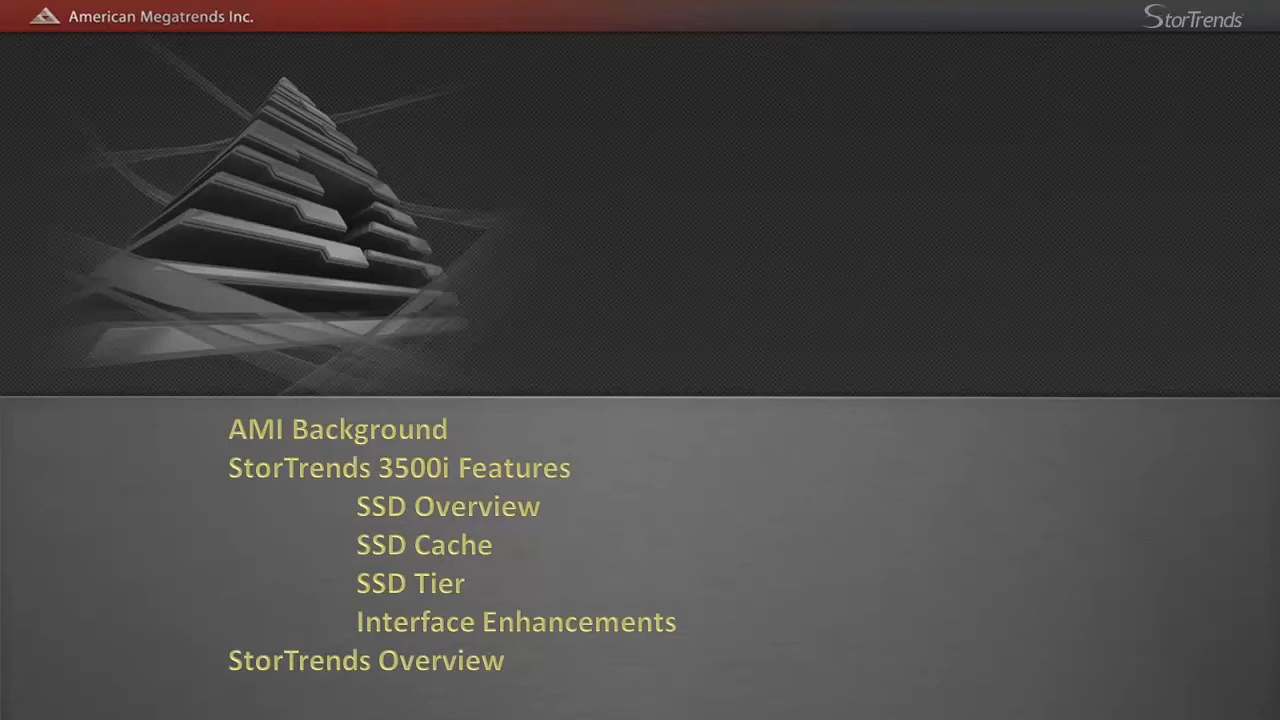 American Megatrends Inc.
StorTrends
AMI Background
StorTrends 3500i Features
SSD Overview
SSD Cache
SSD Tier
Interface Enhancements
StorTrends Overview